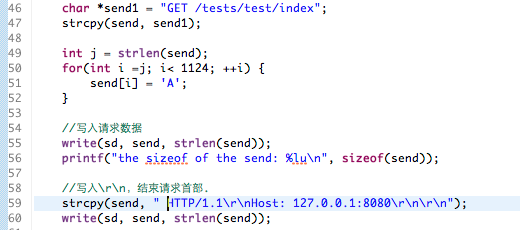 46 char *send1 = "GET /tests/test/index";
47 strcpy(send, send1);
48
49 int j = strlen(send);
50 for(int i =j; i< 1124; ++i) {
51 send[i] = 'A';
52 }
53
54 //写入请求数据
55 write(sd, send, strlen(send));
56 printf("the sizeof of the send: %lu\n", sizeof(send));
57
58 //写入\r\n，结束请求首部.
59 strcpy(send, " HTTP/1.1\r\nHost: 127.0.0.1:8080\r\n\r\n");
60 write(sd, send, strlen(send));